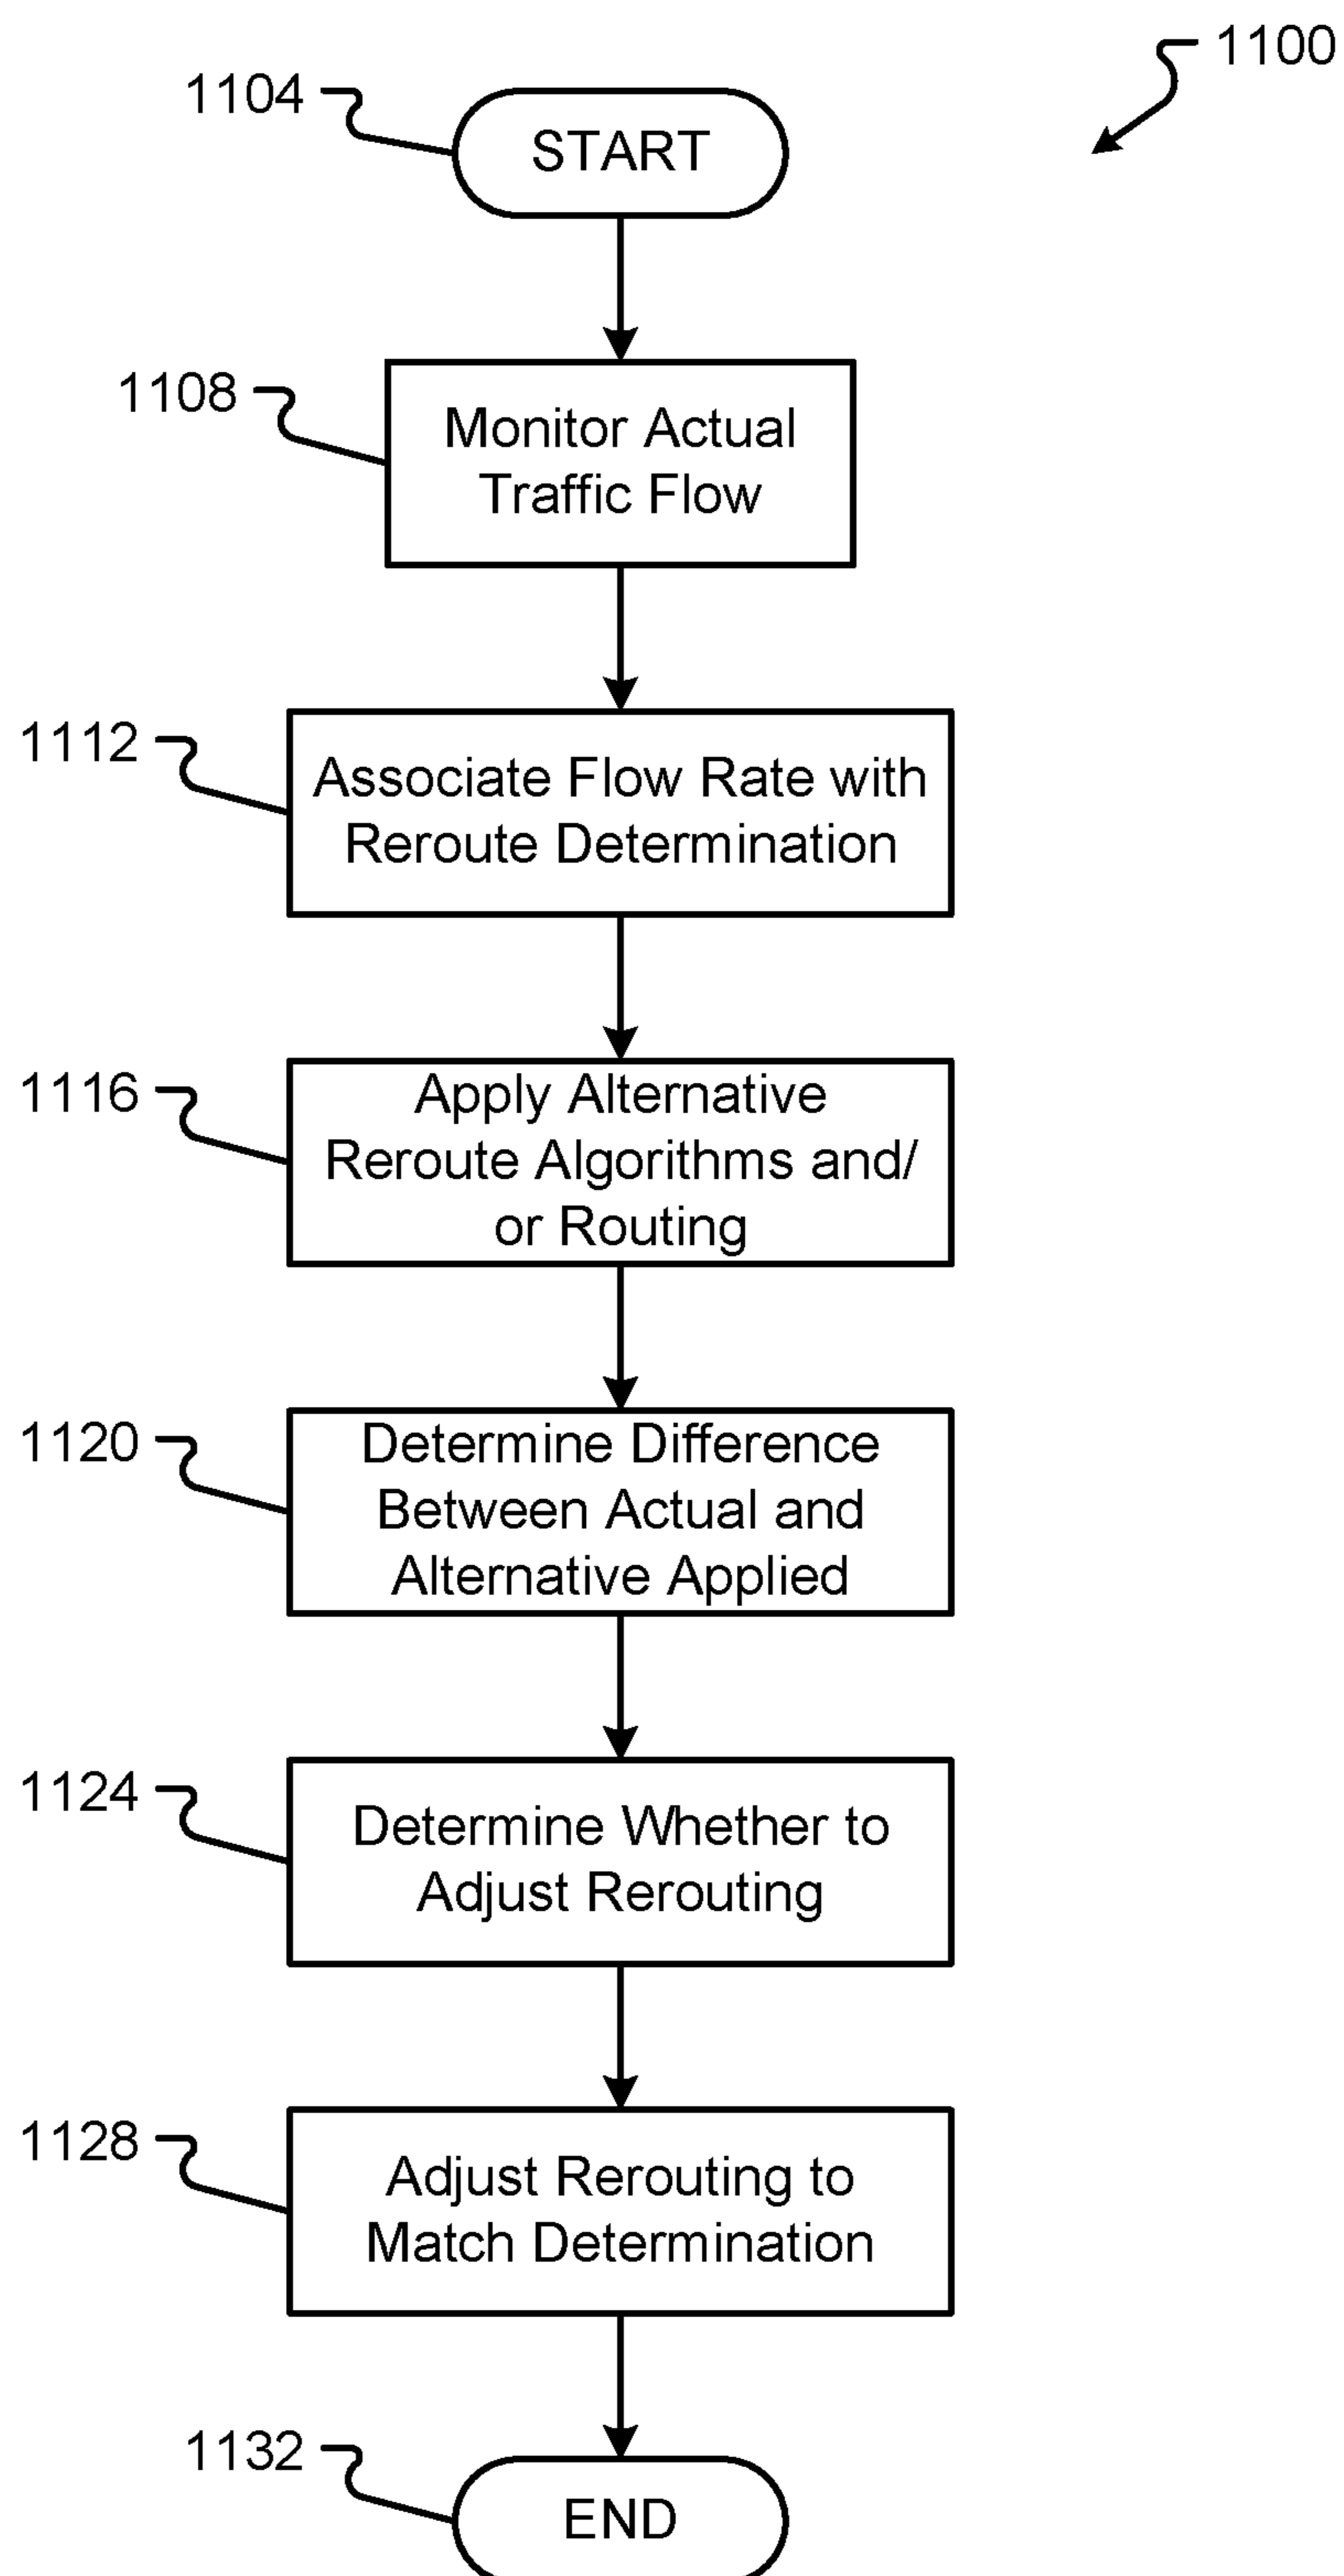 1100
1104
START
1108
Monitor Actual
Traffic Flow
1112
Associate Flow Rate with
Reroute Determination
1116
Apply Alternative
Reroute Algorithms and/
or Routing
1120
Determine Difference
Between Actual and
Alternative Applied
1124
Determine Whether to
Adjust Rerouting
1128
Adjust Rerouting to
Match Determination
1132
END